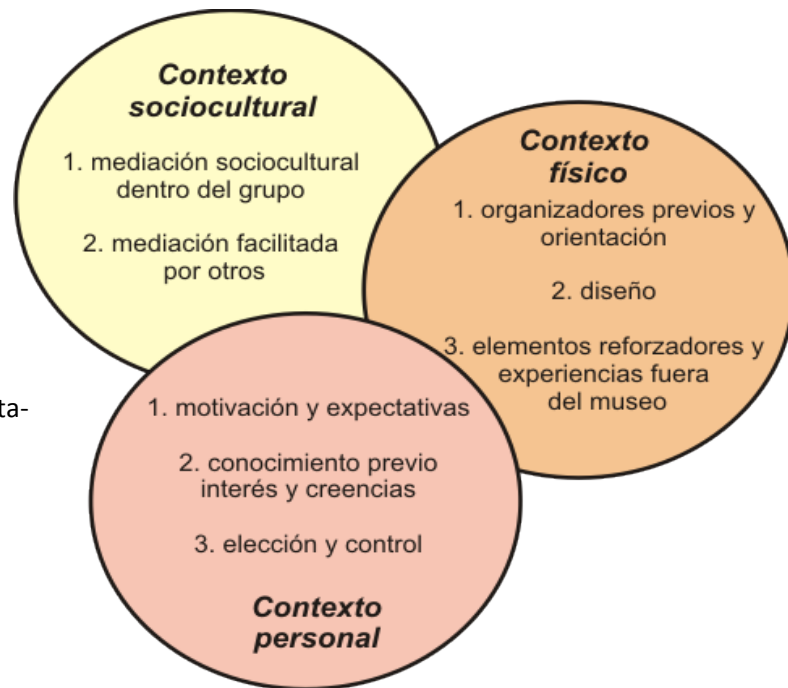 Contexto
sociocultural
1. mediación sociocultural
dentro del grupo
2. mediación facilitada
por otros
Contexto
físico
1. organizadores previos y
orientación
2. diseño
3. elementos reforzadores y
experiencias fuera
del museo
ta-
1. motivación y expectativas
2. conocimiento previo
interés y creencias
3. elección y control
Contexto
personal